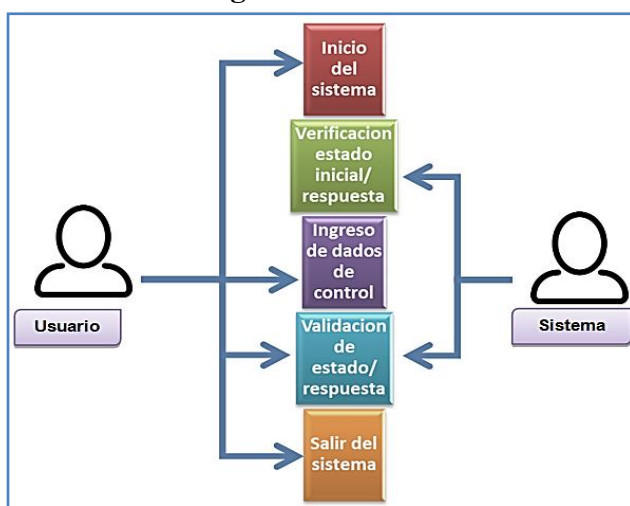 Inicio
del
sistema
Verificacion
estado
inicial/
respuesta
Ingreso
de dados
de
control
Usuario
Sistema
Validacion
de
estado/
respuesta
Salir del
sistema